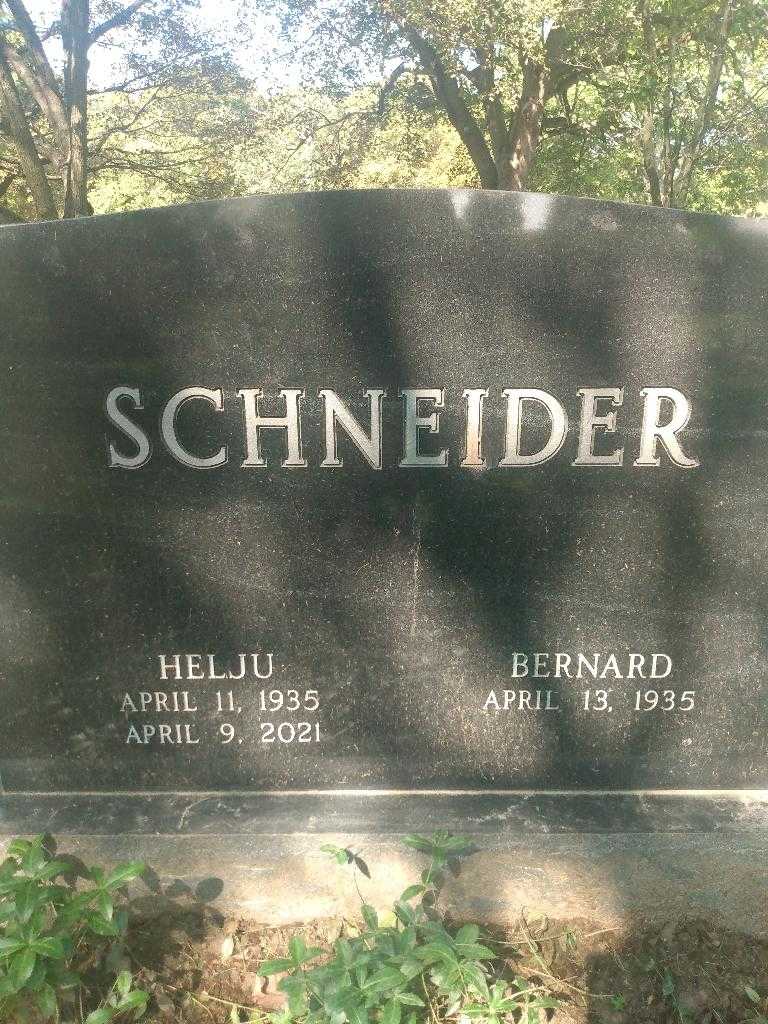 SCHNEIDER
HELJU
APRIL 11, 1935
APRIL 9, 2021
BERNARD
APRIL 13, 1935